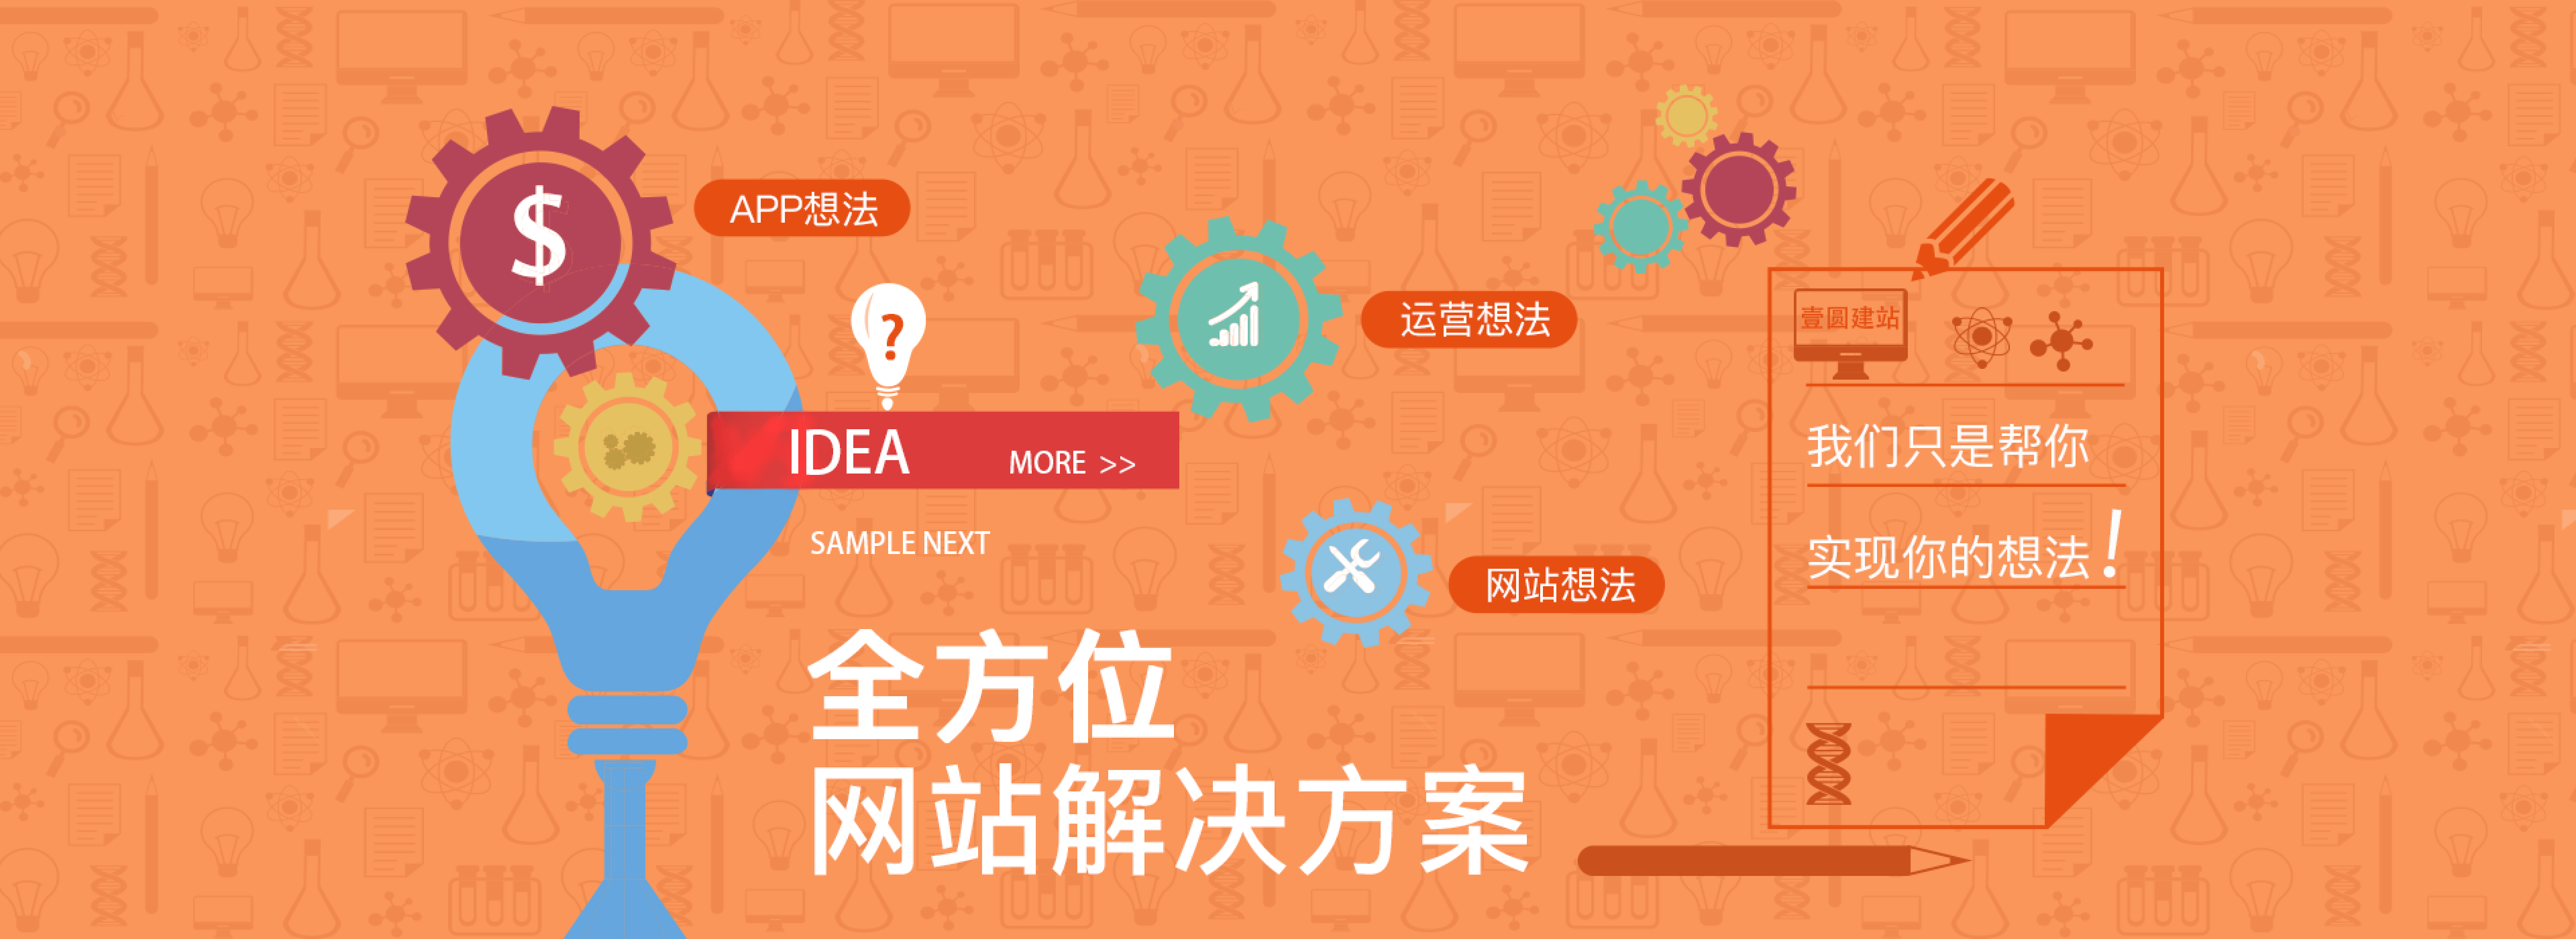 $
APP想法
?
运营想法
IDEA
MORE >>
SAMPLE NEXT
网站想法
全方位
网站解决方案
壹圆建站
我们只是帮你
实现你的想法！